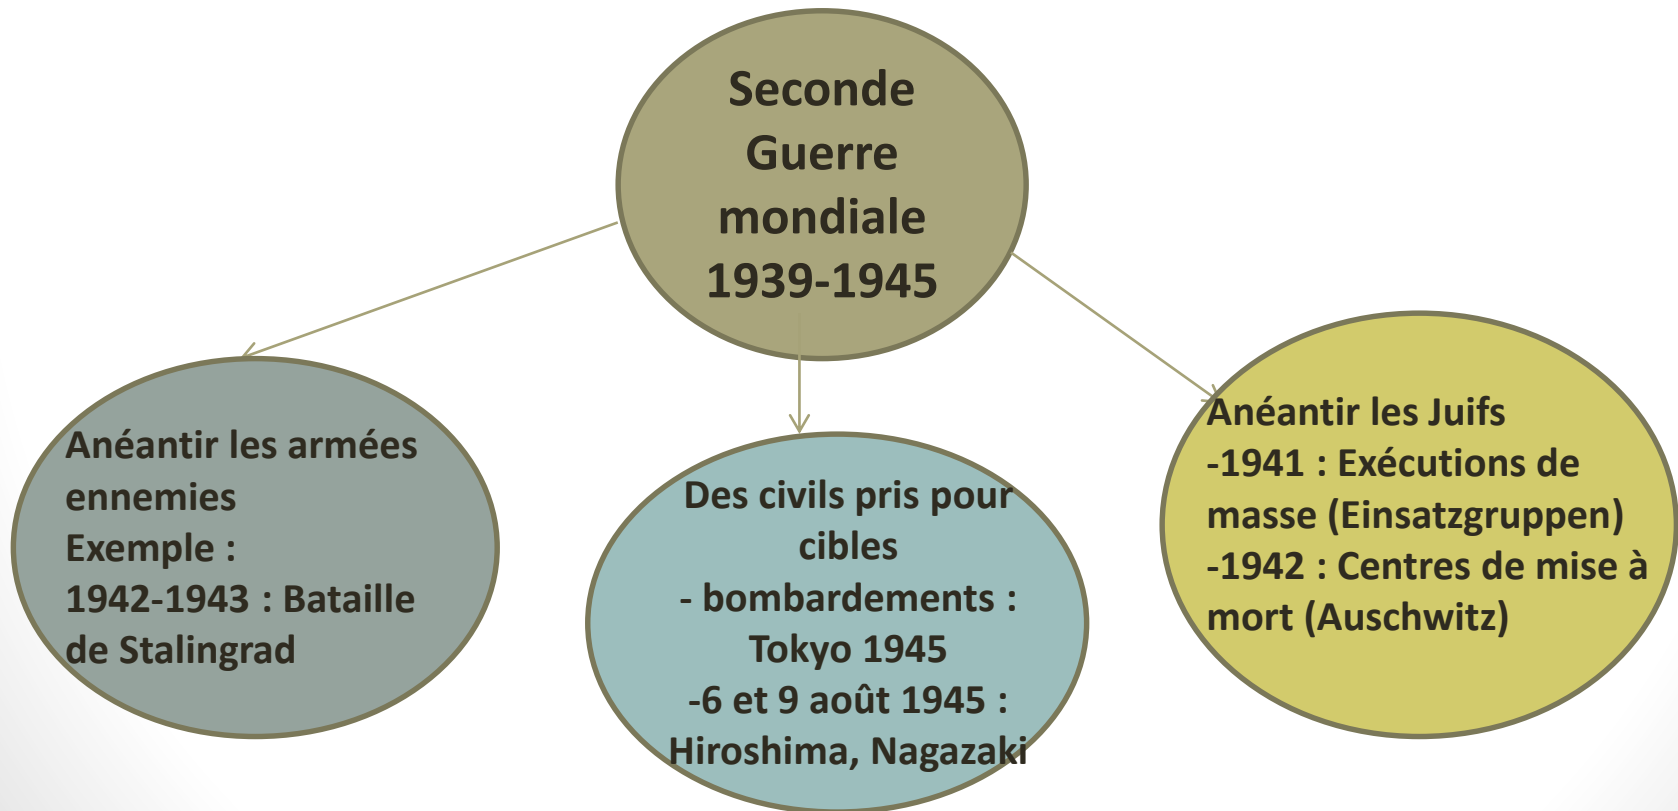 Seconde
Guerre
mondiale
1939-1945
Anéantir les armées
ennemies
Exemple :
1942-1943 : Bataille
de Stalingrad
Des civils pris pour
cibles
- bombardements :
Tokyo 1945
-6 et 9 août 1945 :
Hiroshima, Nagazaki
Anéantir les Juifs
-1941 : Exécutions de
masse (Einsatzgruppen)
-1942 : Centres de mise à
mort (Auschwitz)